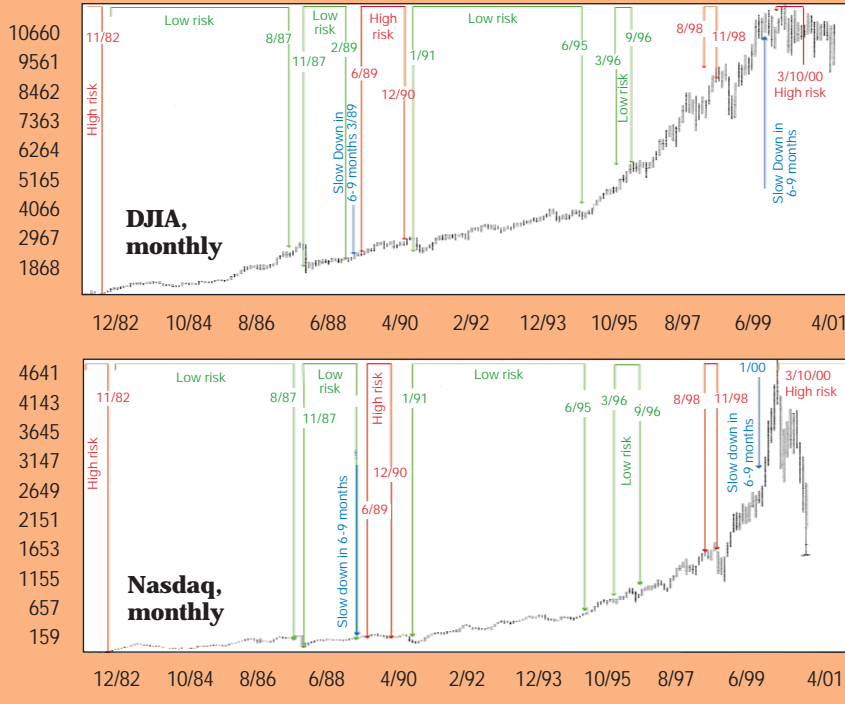 10660
9561
8462
7363
6264
5165
4066
2967
1868
11/82
High risk
Low risk
8/87
Low
risk
11/87
2/89
Slow Down in
6-9 months 3/89
High
risk
6/89
12/90
1/91
Low risk
6/95
3/96
9/96
Low risk
8/98
11/98
3/10/00
High risk
Slow Down in
6-9 months
DJIA,
monthly
12/82 10/84 8/86 6/88 4/90 2/92 12/93 10/95 8/97 6/99 4/01
4641
4143
3645
3147
2649
2151
1653
1155
657
159
11/82
High risk
Low risk
8/87
Low
risk
11/87
Slow down in 6-9 months
High risk
6/89
12/90
1/91
Low risk
6/95
3/96
9/96
Low risk
8/98
11/98
1/00
Slow down in
6-9 months
3/10/00
High risk
Nasdaq,
monthly
12/82 10/84 8/86 6/88 4/90 2/92 12/93 10/95 8/97 6/99 4/01